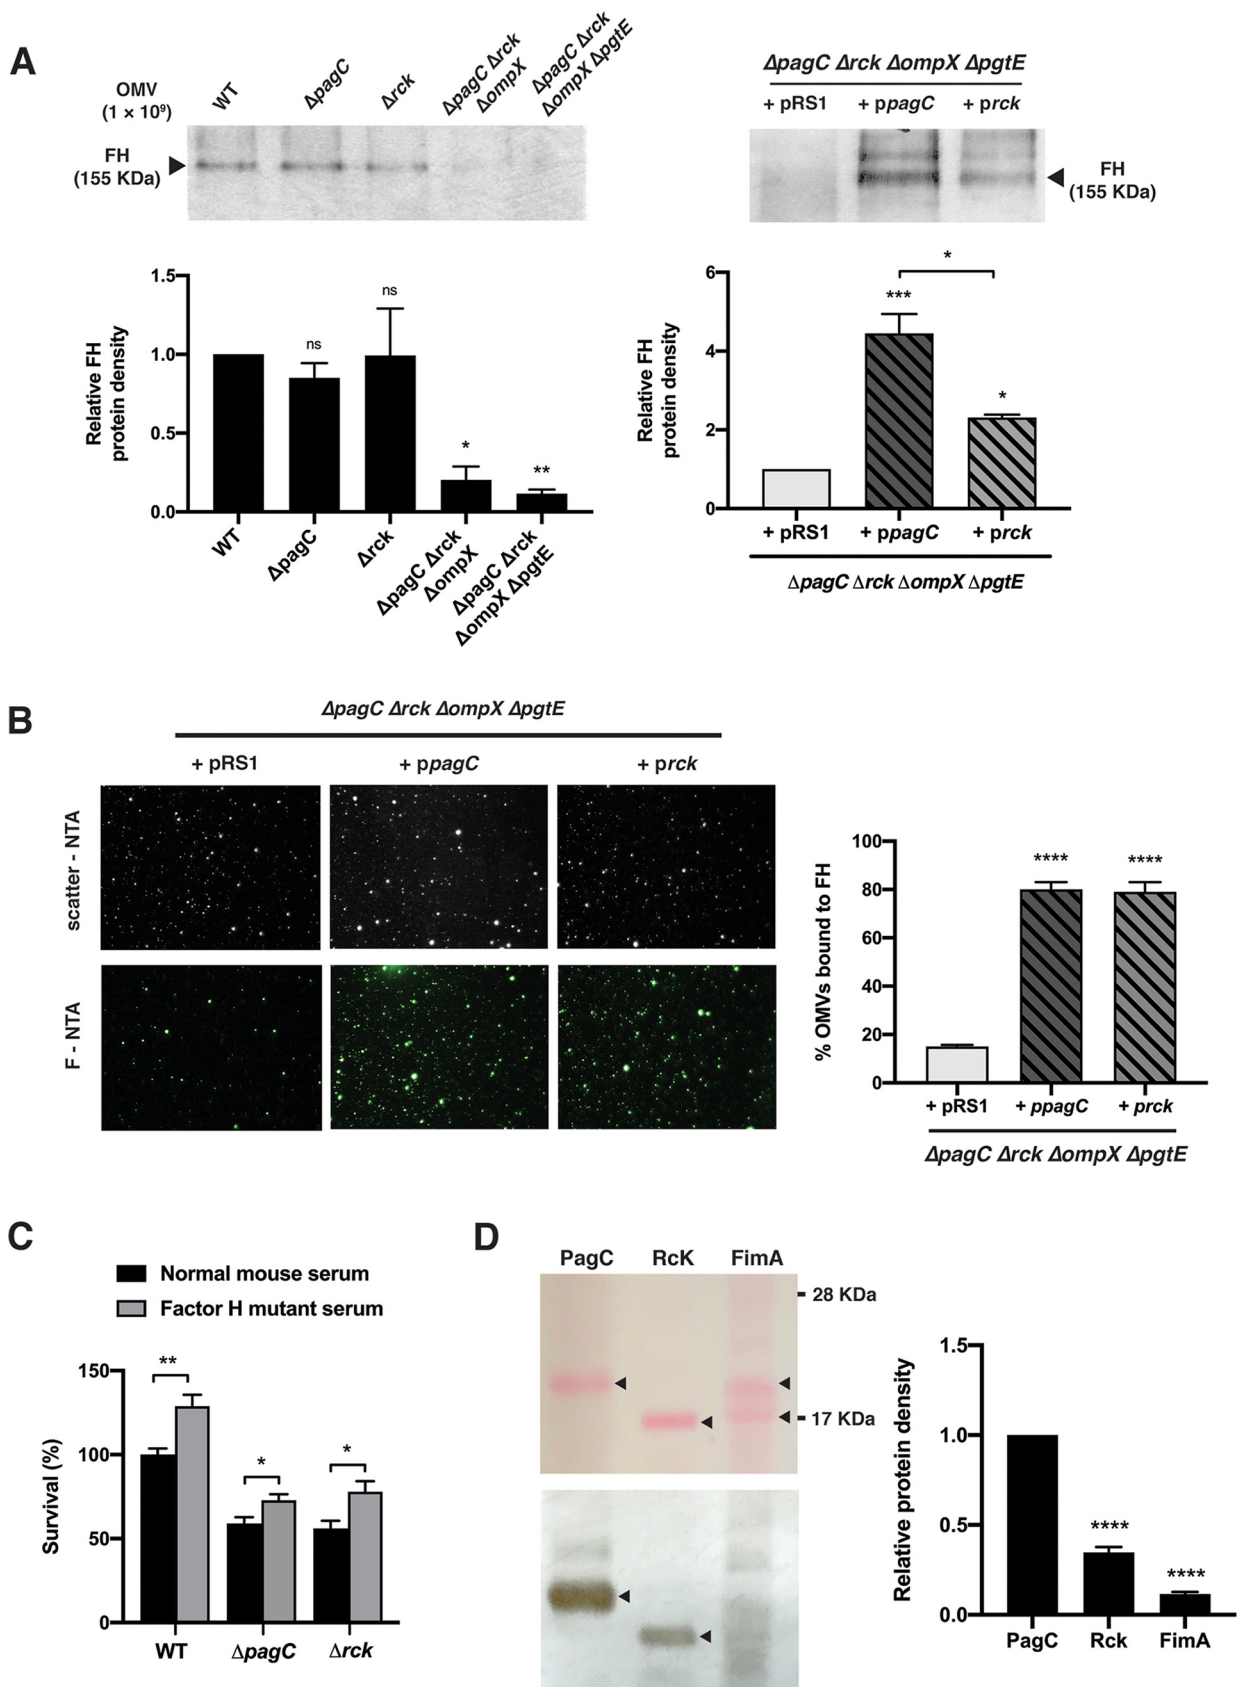 A
OMV
(1 × 10⁹)
WT
ΔpagC
Δrck
ΔpagC Δrck
ΔompX
ΔpagC Δrck
ΔompX ΔpgtE
FH
(155 KDa)
ΔpagC Δrck ΔompX ΔpgtE
+ pRS1
+ ppagC
+ prck
FH
(155 KDa)
Relative FH
protein density
1.5
1.0
0.5
0.0
ns
ns
*
**
WT
ΔpagC
Δrck
ΔpagC Δrck
ΔompX
ΔpagC Δrck
ΔompX ΔpgtE
Relative FH
protein density
6
4
2
0
*
***
*
+ pRS1
+ ppagC
+ prck
ΔpagC Δrck ΔompX ΔpgtE
B
ΔpagC Δrck ΔompX ΔpgtE
+ pRS1
+ ppagC
+ prck
scatter - NTA
F - NTA
% OMVs bound to FH
100
80
60
40
20
0
****
****
+ pRS1
+ ppagC
+ prck
ΔpagC Δrck ΔompX ΔpgtE
C
Normal mouse serum
Factor H mutant serum
Survival (%)
150
100
50
0
**
*
*
WT
ΔpagC
Δrck
D
PagC
RcK
FimA
28 KDa
17 KDa
Relative protein density
1.5
1.0
0.5
0.0
****
****
PagC
Rck
FimA